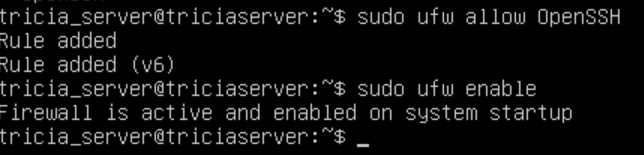 tricia_server@triciaserver:~$ sudo ufw allow OpenSSH
Rule added
Rule added (v6)
tricia_server@triciaserver:~$ sudo ufw enable
Firewall is active and enabled on system startup
tricia_server@triciaserver:~$ _